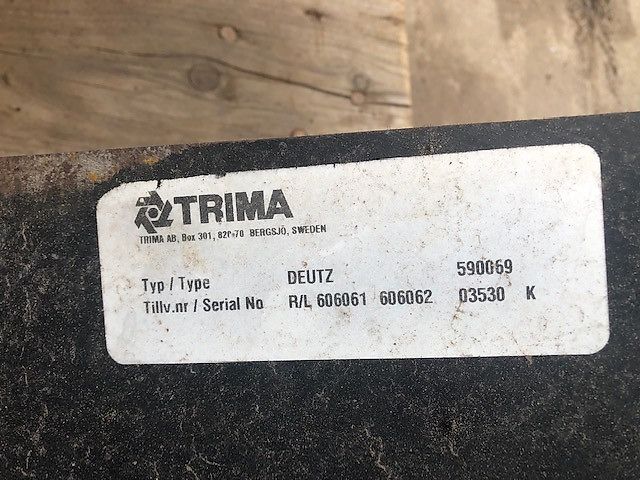 TRIMA
TRIMA AB, Box 301, 820 70 BERGSJÖ, SWEDEN
Typ / Type DEUTZ 590069
Tillv.nr / Serial No R/L 606061 606062 03530 K